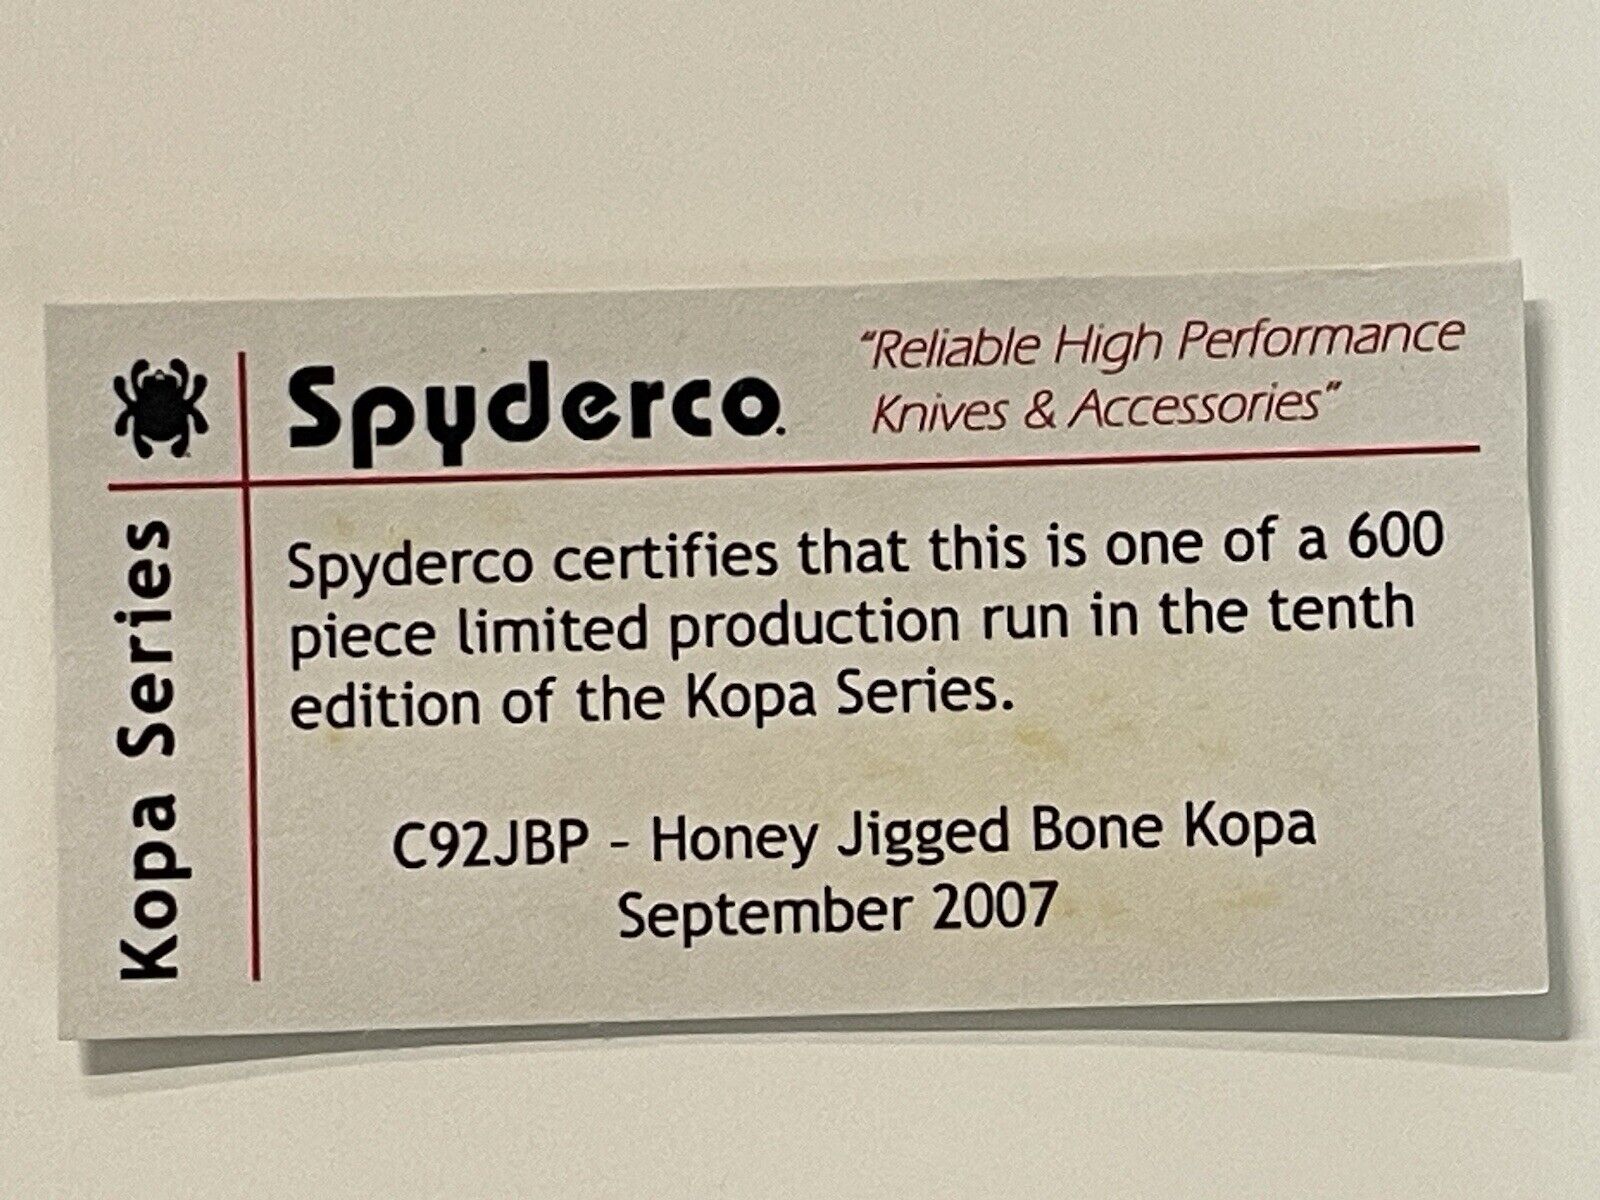 Spyderco.
"Reliable High Performance
Knives & Accessories"
Kopa Series
Spyderco certifies that this is one of a 600
piece limited production run in the tenth
edition of the Kopa Series.
C92JBP - Honey Jigged Bone Kopa
September 2007